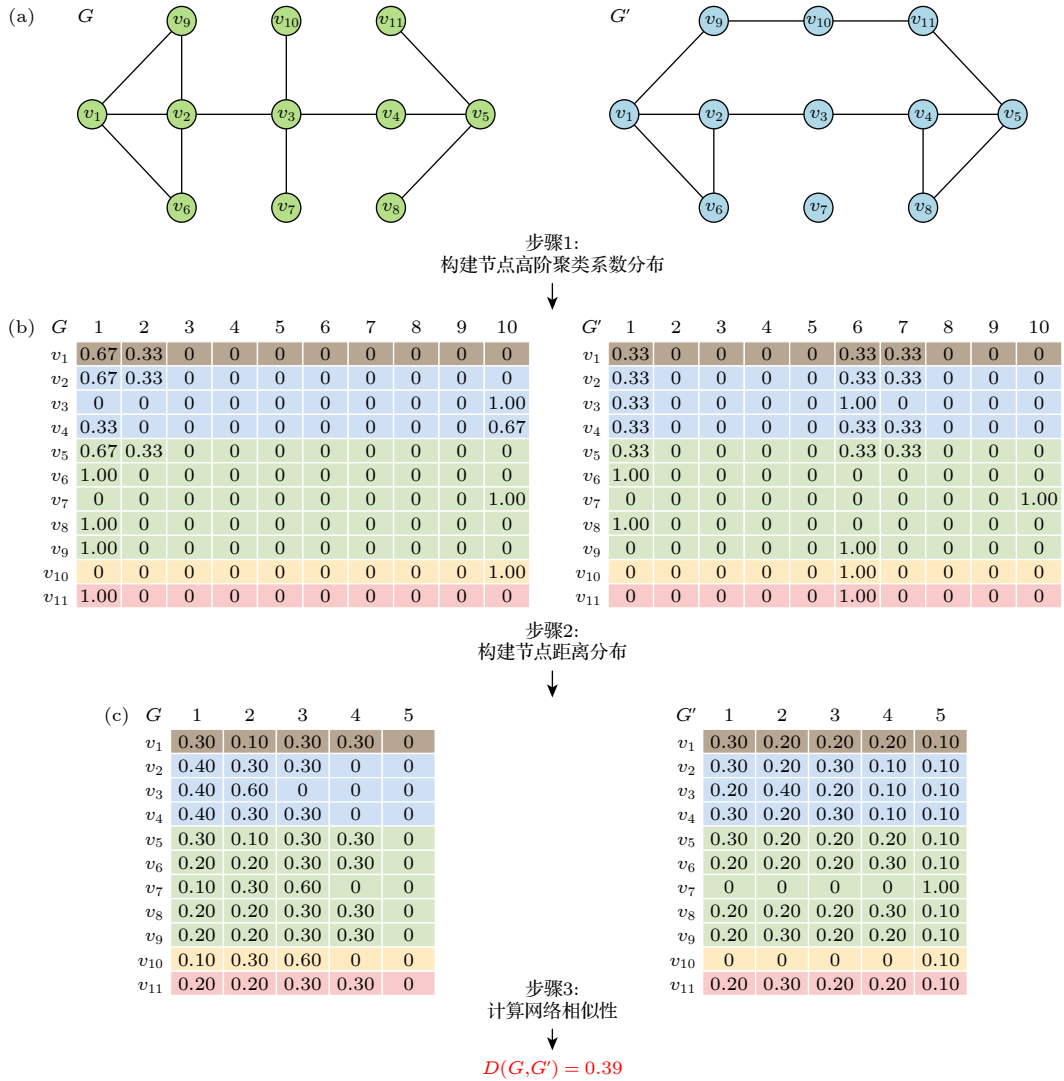 (a) G G′
v9 v10 v11 v9 v10 v11
v1 v2 v3 v4 v5 v1 v2 v3 v4 v5
v6 v7 v8 v6 v7 v8
步骤1:
构建节点高阶聚类系数分布
(b) G 1 2 3 4 5 6 7 8 9 10 G′ 1 2 3 4 5 6 7 8 9 10
v1 0.67 0.33 0 0 0 0 0 0 0 0 v1 0.33 0 0 0 0 0.33 0.33 0 0 0
v2 0.67 0.33 0 0 0 0 0 0 0 0 v2 0.33 0 0 0 0 0.33 0.33 0 0 0
v3 0 0 0 0 0 0 0 0 0 1.00 v3 0.33 0 0 0 0 1.00 0 0 0 0
v4 0.33 0 0 0 0 0 0 0 0 0.67 v4 0.33 0 0 0 0 0.33 0.33 0 0 0
v5 0.67 0.33 0 0 0 0 0 0 0 0 v5 0.33 0 0 0 0 0.33 0.33 0 0 0
v6 1.00 0 0 0 0 0 0 0 0 0 v6 1.00 0 0 0 0 0 0 0 0 0
v7 0 0 0 0 0 0 0 0 0 1.00 v7 0 0 0 0 0 0 0 0 0 1.00
v8 1.00 0 0 0 0 0 0 0 0 0 v8 1.00 0 0 0 0 0 0 0 0 0
v9 1.00 0 0 0 0 0 0 0 0 0 v9 0 0 0 0 0 1.00 0 0 0 0
v10 0 0 0 0 0 0 0 0 0 1.00 v10 0 0 0 0 0 1.00 0 0 0 0
v11 1.00 0 0 0 0 0 0 0 0 0 v11 0 0 0 0 0 1.00 0 0 0 0
步骤2:
构建节点距离分布
(c) G 1 2 3 4 5 G′ 1 2 3 4 5
v1 0.30 0.10 0.30 0.30 0 v1 0.30 0.20 0.20 0.20 0.10
v2 0.40 0.30 0.30 0 0 v2 0.30 0.20 0.30 0.10 0.10
v3 0.40 0.60 0 0 0 v3 0.20 0.40 0.20 0.10 0.10
v4 0.40 0.30 0.30 0 0 v4 0.30 0.20 0.30 0.10 0.10
v5 0.30 0.10 0.30 0.30 0 v5 0.30 0.20 0.20 0.20 0.10
v6 0.20 0.20 0.30 0.30 0 v6 0.20 0.20 0.20 0.30 0.10
v7 0.10 0.30 0.60 0 0 v7 0 0 0 0 1.00
v8 0.20 0.20 0.30 0.30 0 v8 0.20 0.20 0.20 0.30 0.10
v9 0.20 0.20 0.30 0.30 0 v9 0.20 0.30 0.20 0.20 0.10
v10 0.10 0.30 0.60 0 0 v10 0 0 0 0 0.10
v11 0.20 0.20 0.30 0.30 0 v11 0.20 0.30 0.20 0.20 0.10
步骤3:
计算网络相似性
D(G,G′) = 0.39